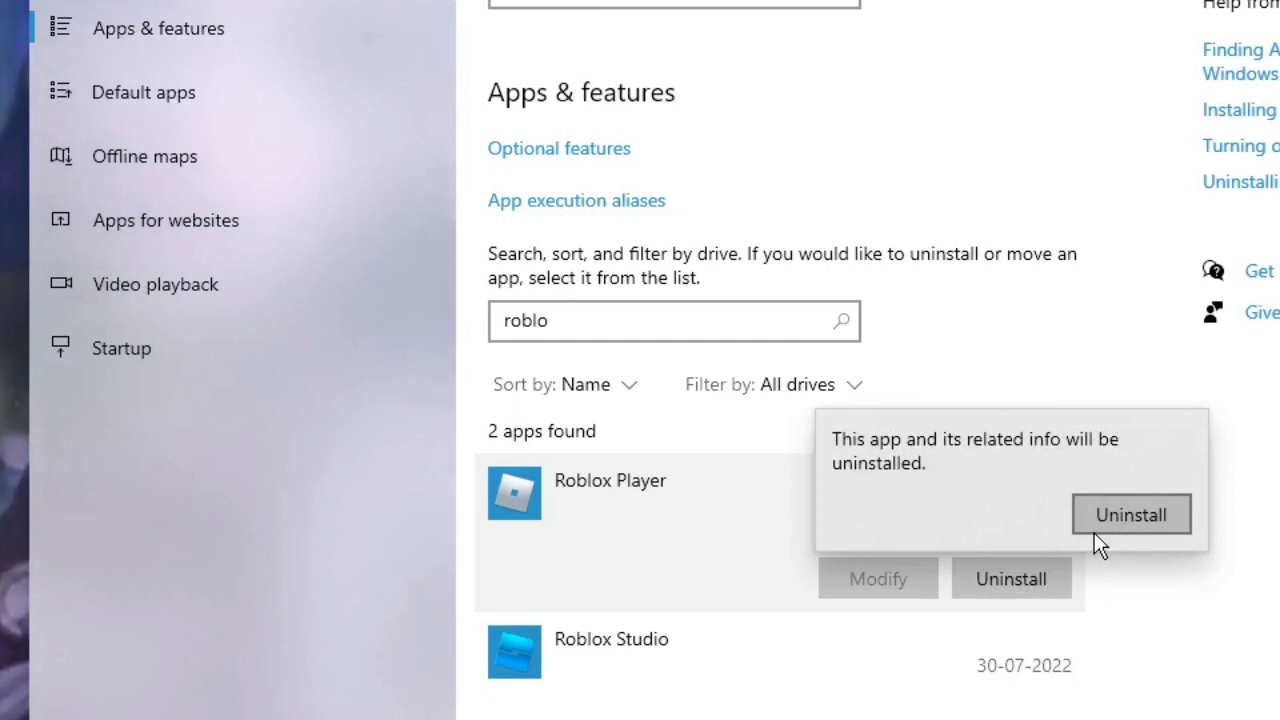 Apps & features
Default apps
Offline maps
Apps for websites
Video playback
Startup
Apps & features
Optional features
App execution aliases
Search, sort, and filter by drive. If you would like to uninstall or move an
app, select it from the list.
roblo
Sort by: Name
Filter by: All drives
2 apps found
Roblox Player
This app and its related info will be
uninstalled.
Uninstall
Modify
Uninstall
Roblox Studio
30-07-2022
Help from
Finding A
Windows
Installing
Turning o
Uninstalli
Get
Give